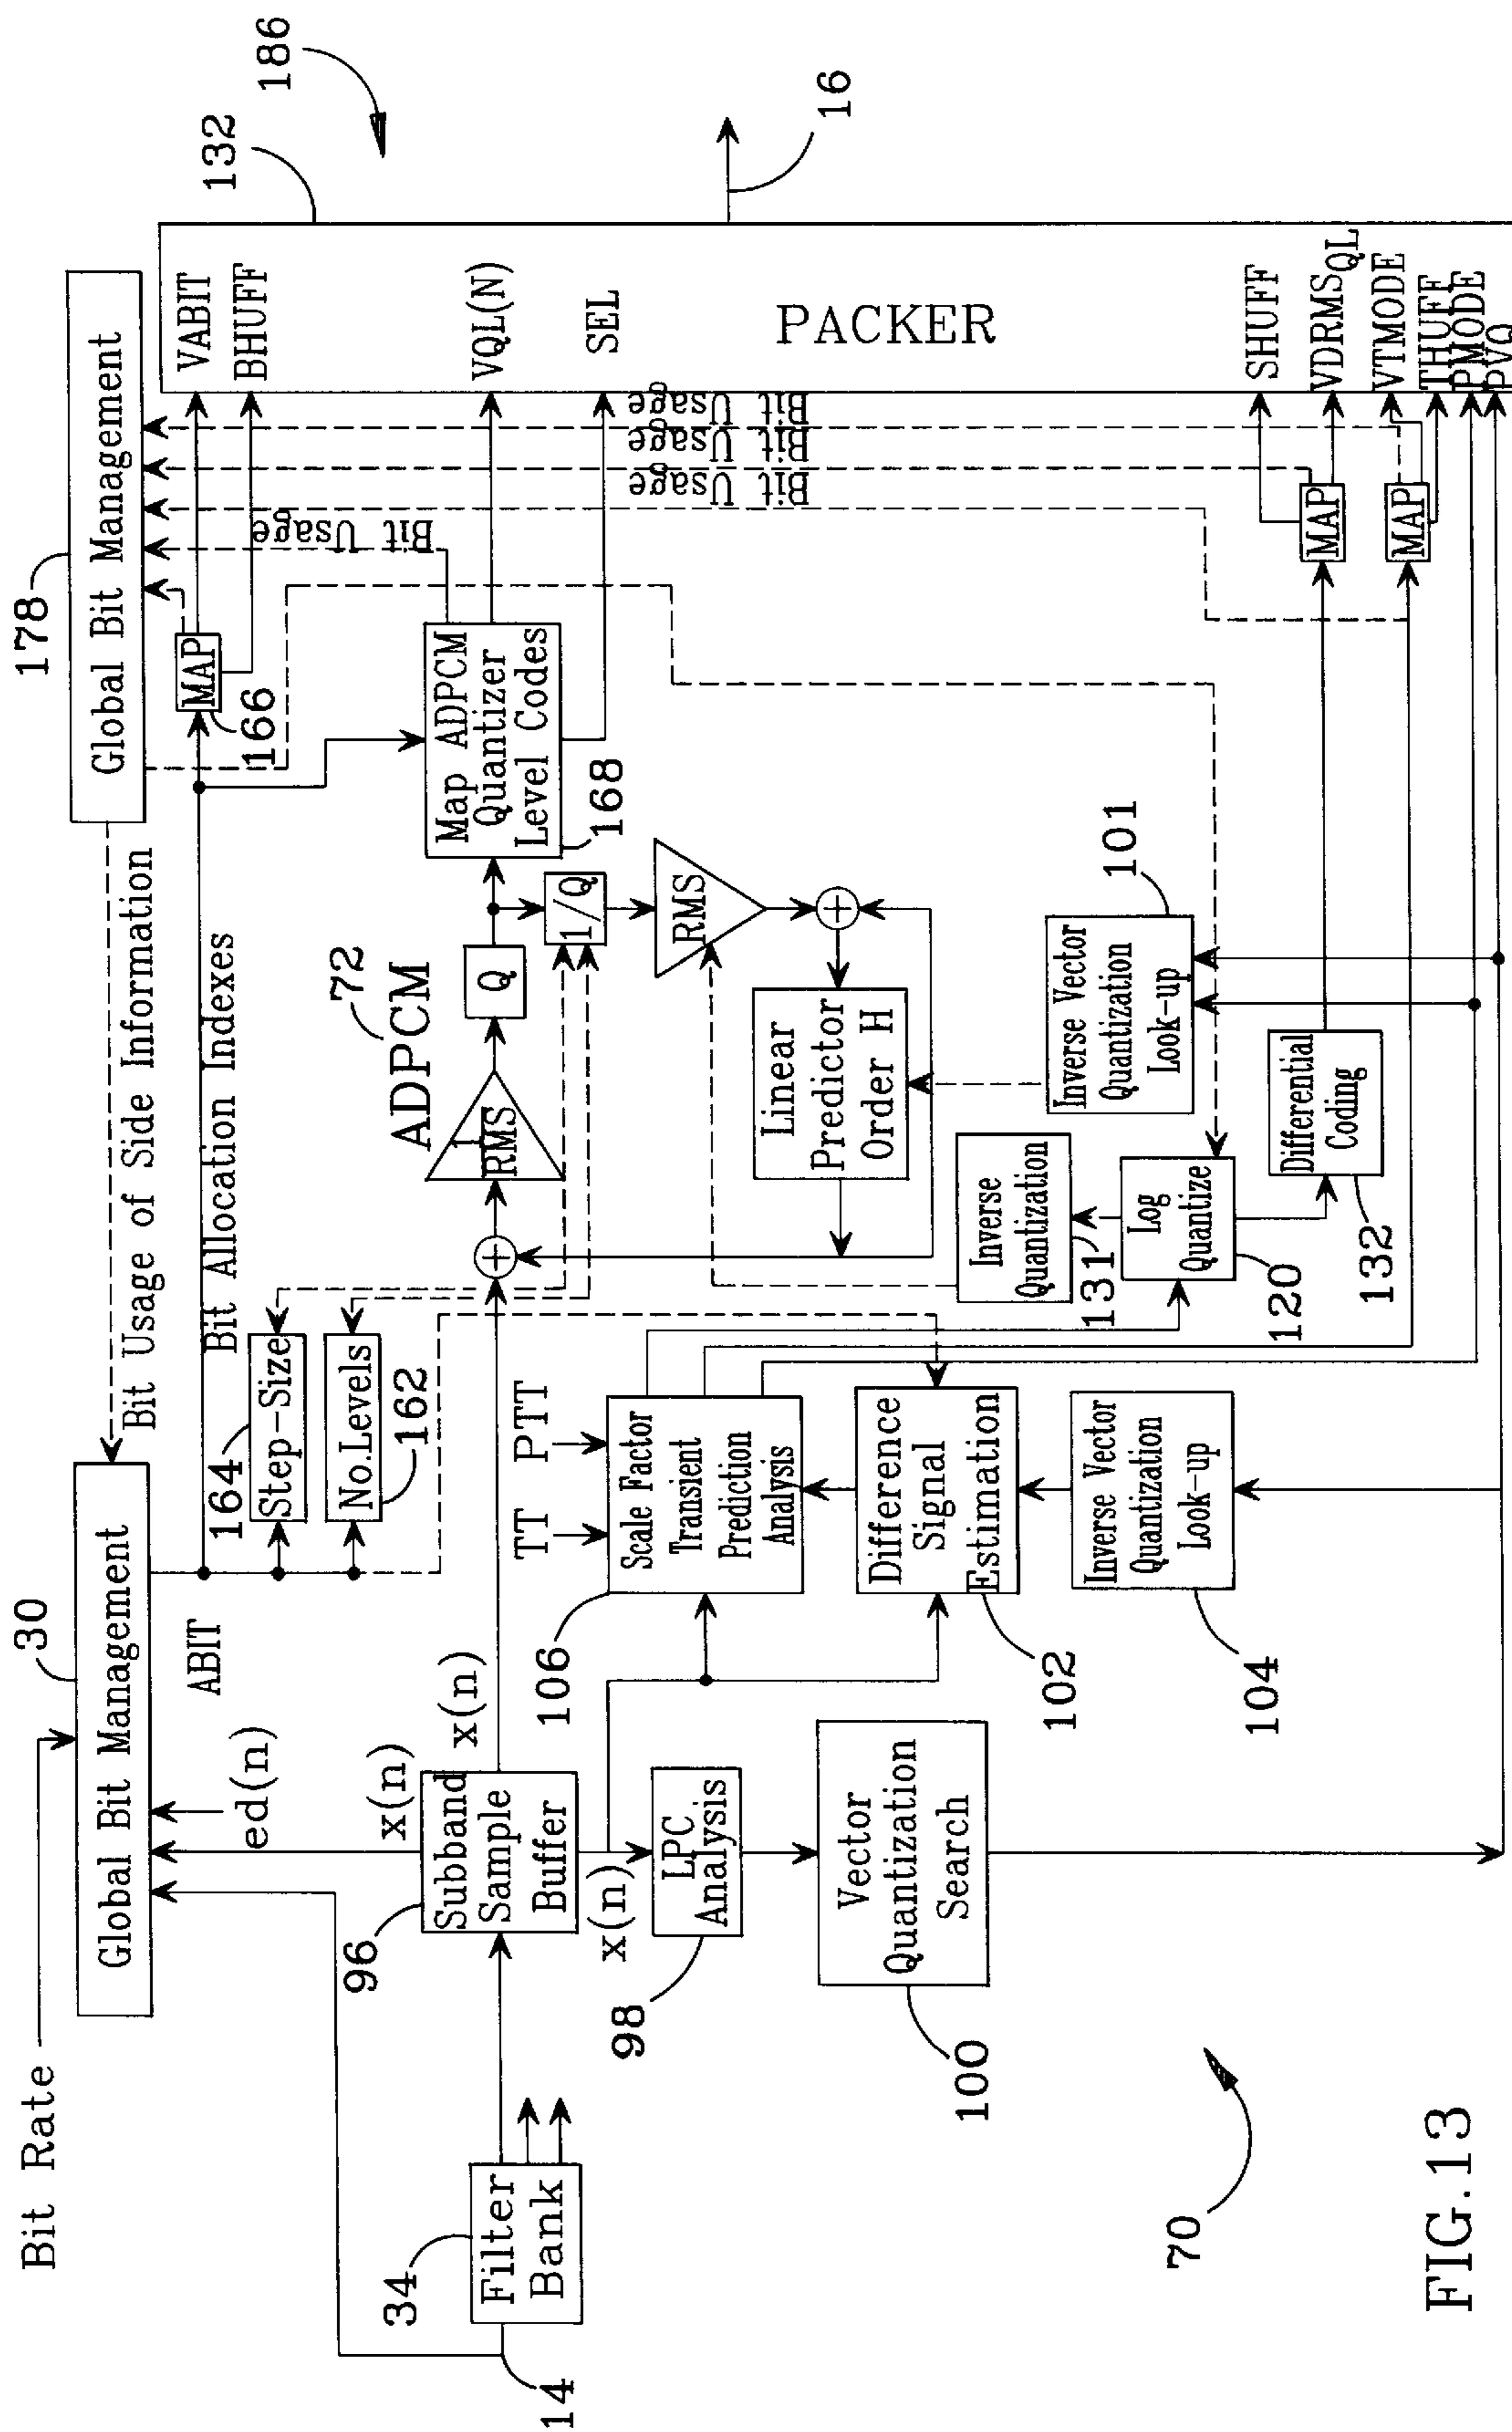 Bit Rate
30
Global Bit Management
178
Global Bit Management
Bit Usage of Side Information
ed(n)
ABIT
Bit Allocation Indexes
164
Step-Size
No.Levels
162
MAP
166
Bit Usage
Bit Usage
Bit Usage
Bit Usage
132
186
VABIT
BHUFF
VQL(N)
SEL
PACKER
SHUFF
VDRMSQL
VTMODE
THUFF
PMODE
PVQ
16
14
34
Filter
Bank
96
x(n)
Subband
Sample
Buffer
x(n)
x(n)
98
LPC
Analysis
100
Vector
Quantization
Search
ADPCM
72
1
RMS
Q
1/Q
RMS
Map ADPCM
Quantizer
Level Codes
168
Linear
Predictor
Order H
TT
PTT
106
Scale Factor
Transient
Prediction
Analysis
102
Difference
Signal
Estimation
104
Inverse Vector
Quantization
Look-up
Inverse
Quantization
131
Log
Quantize
120
Inverse Vector
Quantization
Look-up
101
Differential
Coding
132
MAP
MAP
70
FIG.13